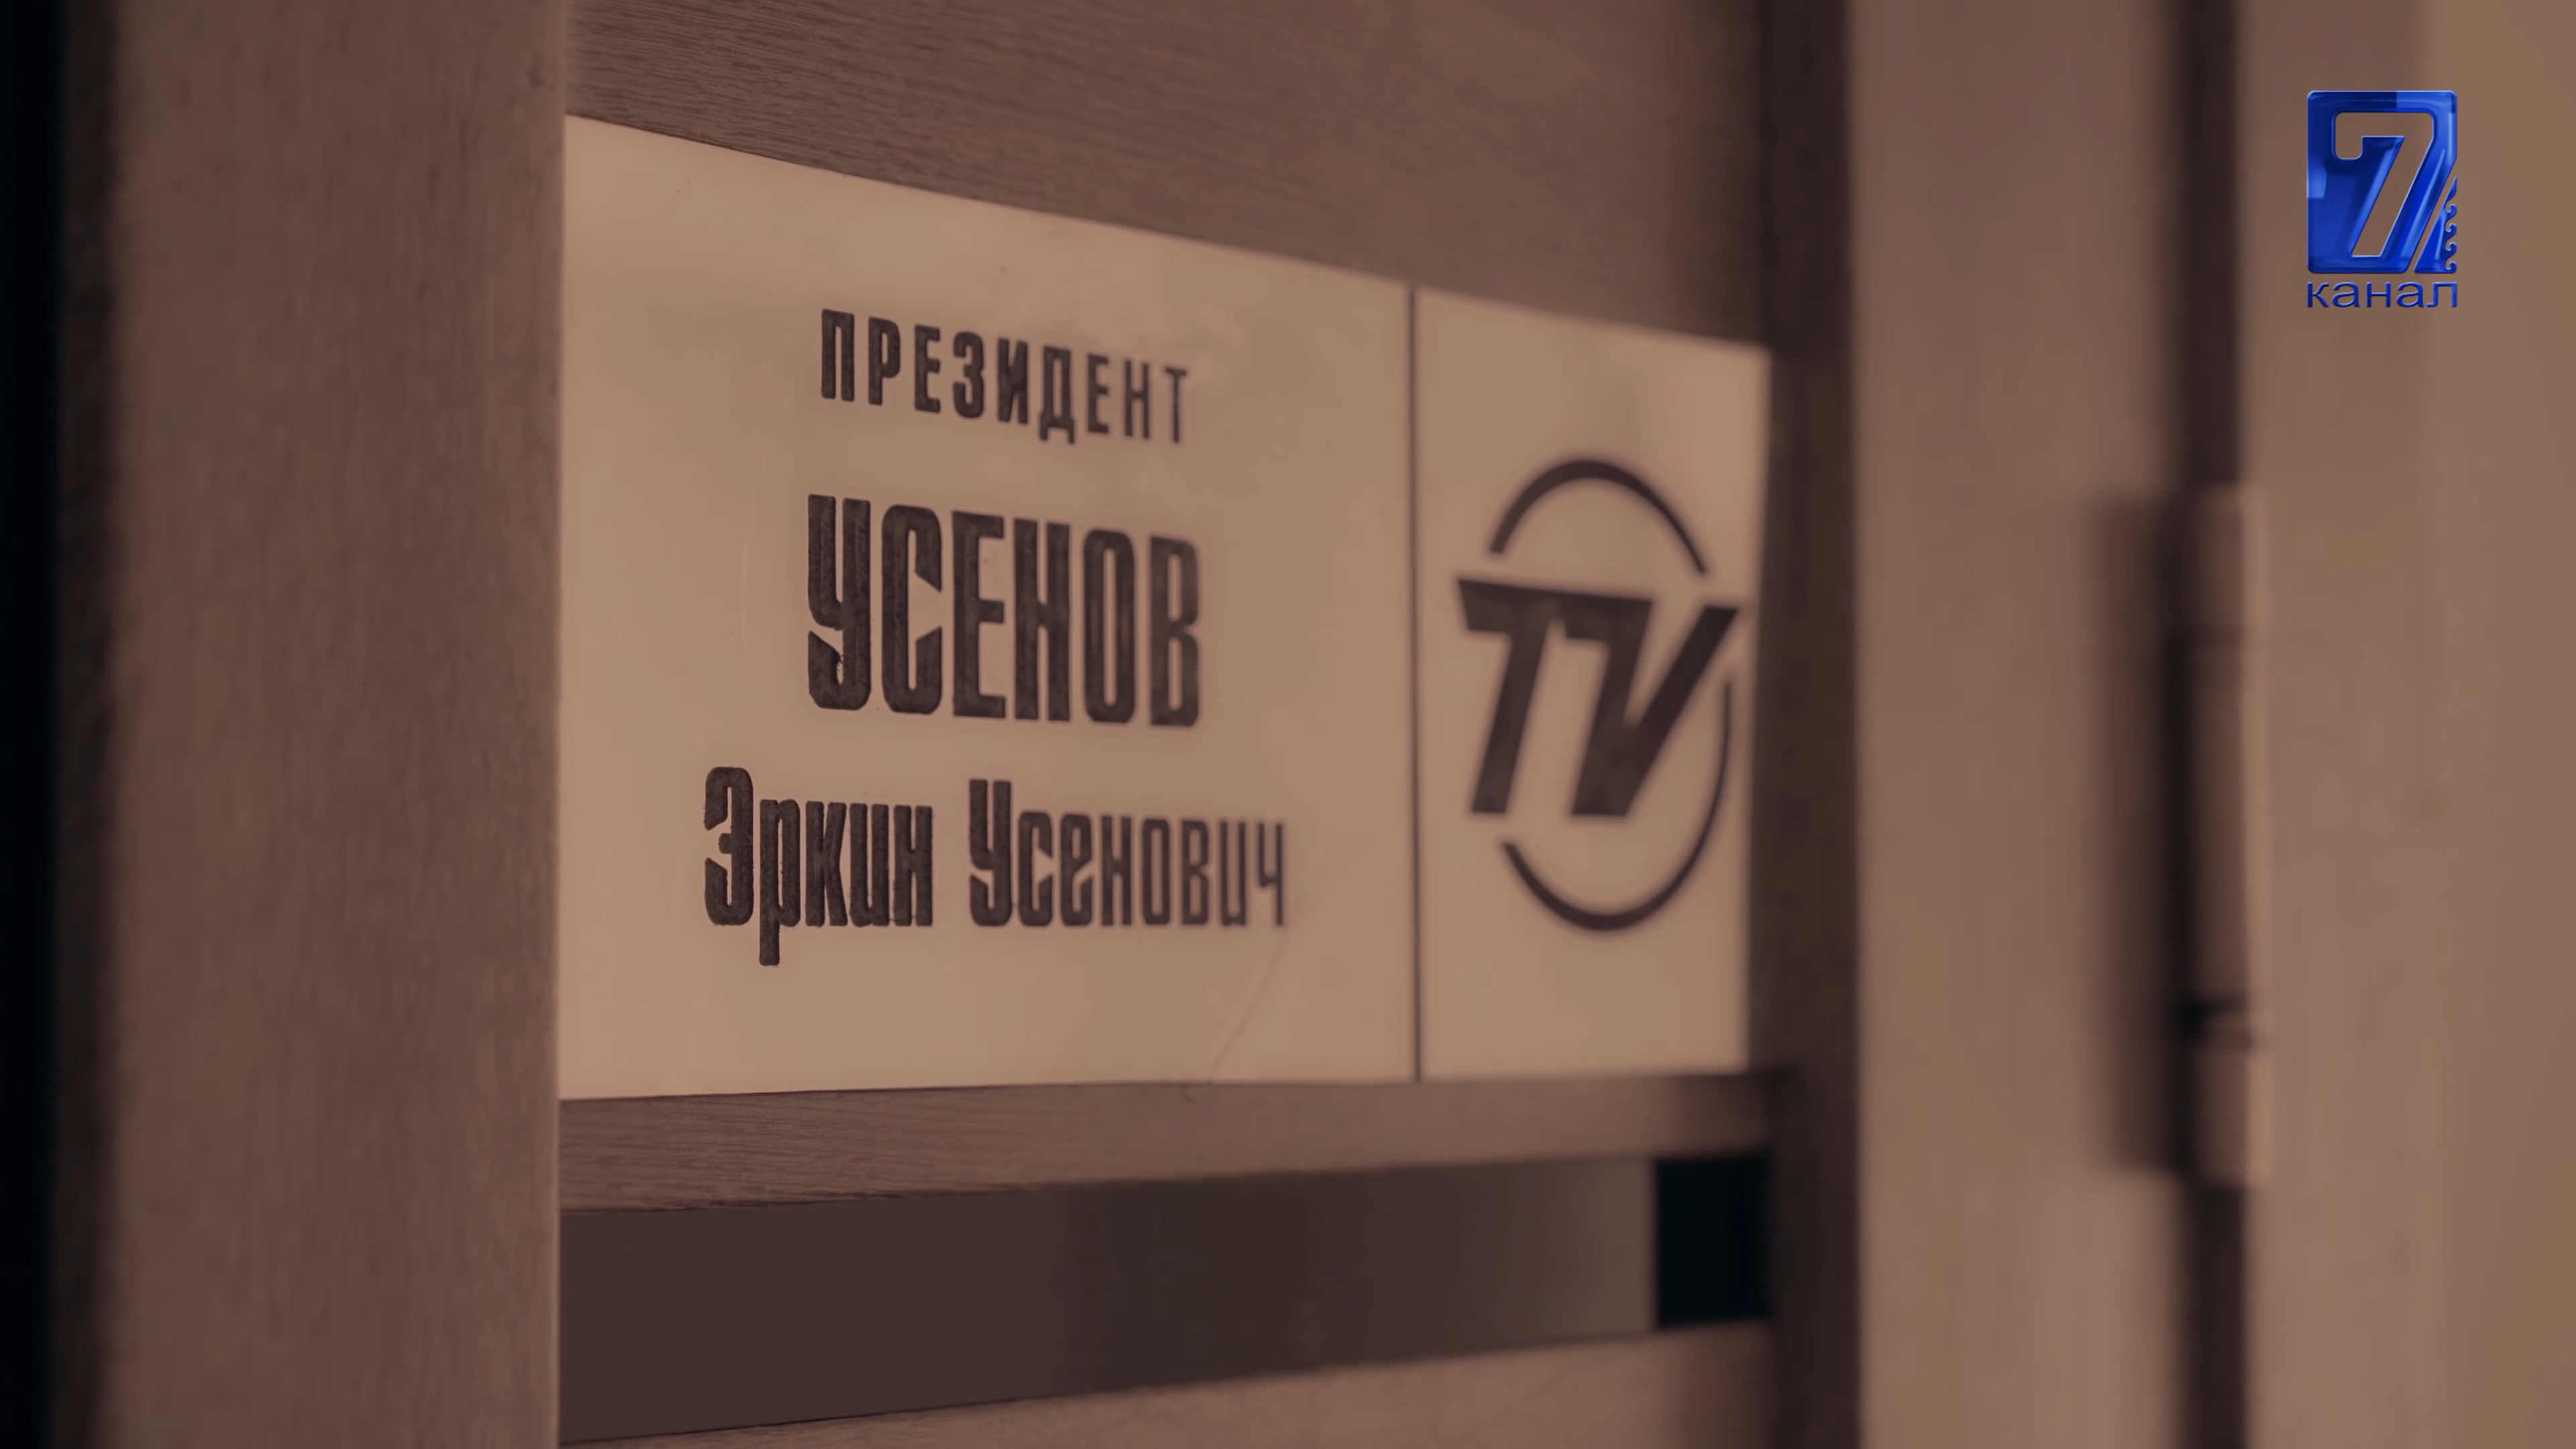 ПРЕЗИДЕНТ
УСЕНОВ
Эркин Усенович
TV
7
канал